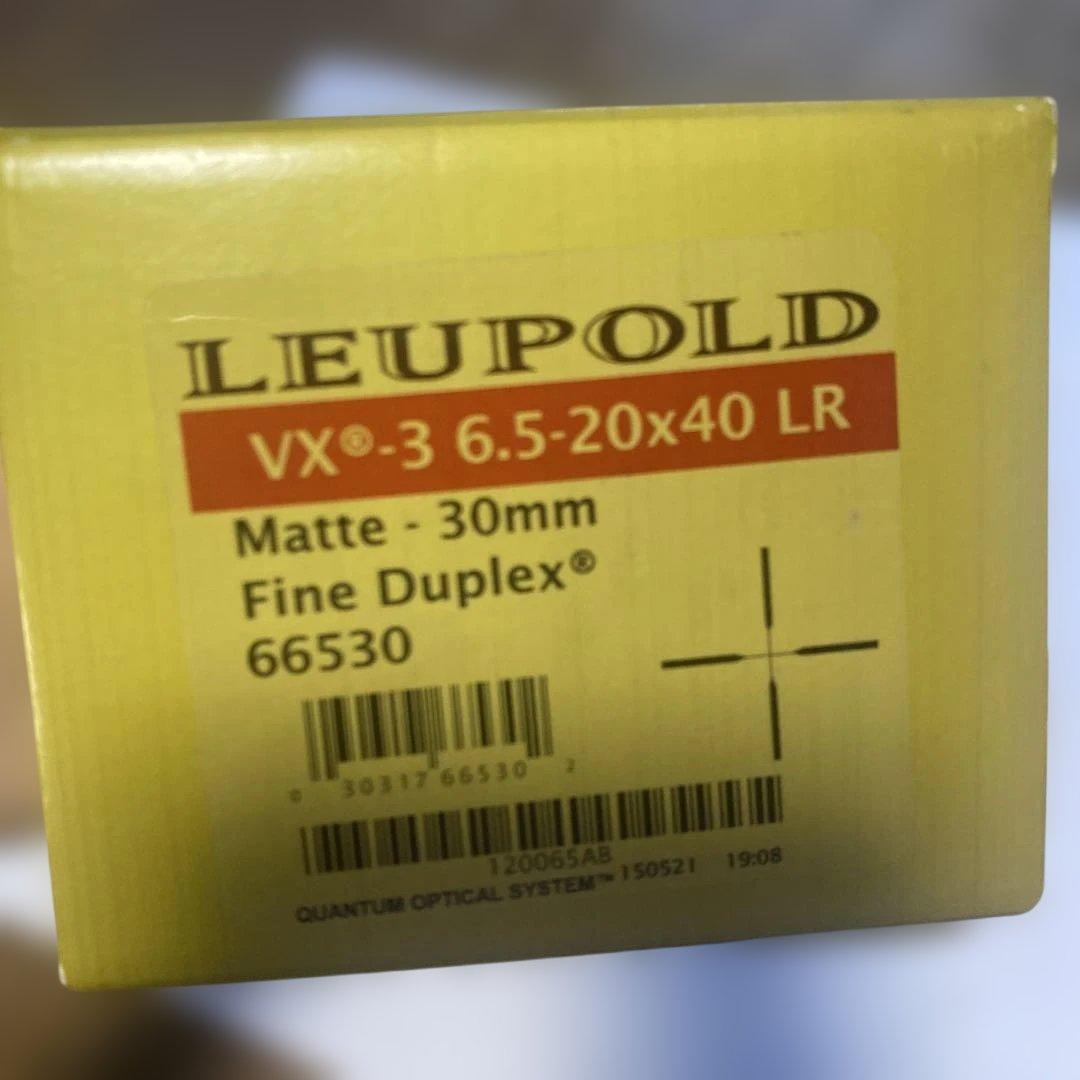 LEUPOLD
VX®-3 6.5-20x40 LR
Matte - 30mm
Fine Duplex®
66530
0 30317 66530 2
120065AB 150521 19:08
QUANTUM OPTICAL SYSTEM™